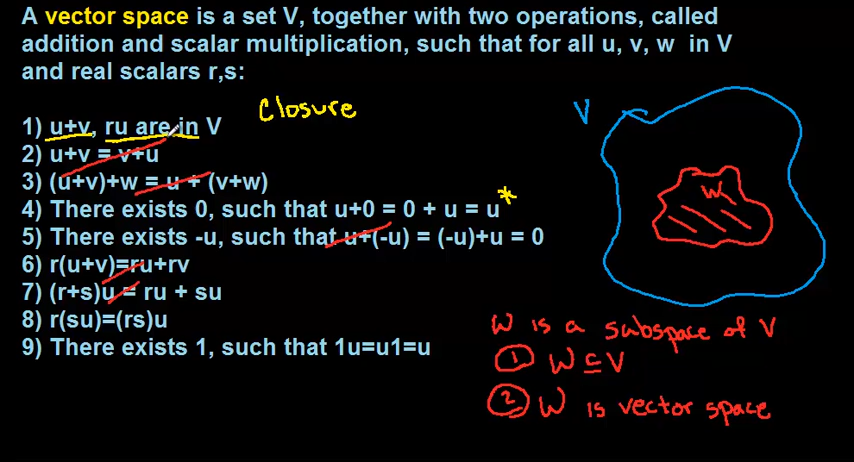 A vector space is a set V, together with two operations, called
addition and scalar multiplication, such that for all u, v, w in V
and real scalars r,s:
Closure
1) u+v, ru are in V
2) u+v = v+u
3) (u+v)+w = u + (v+w)
4) There exists 0, such that u+0 = 0 + u = u*
5) There exists -u, such that u+(-u) = (-u)+u = 0
6) r(u+v)=ru+rv
7) (r+s)u = ru + su
8) r(su)=(rs)u
9) There exists 1, such that 1u=u1=u
V
W
W is a subspace of V
① W ⊆ V
② W is vector space